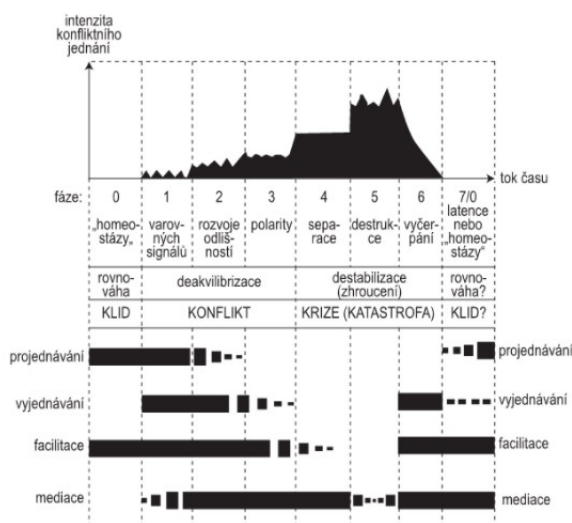 intenzita
konfliktního
jednání
tok času
fáze: 0 1 2 3 4 5 6 7/0
„homeo-
stázy„
varov-
ných
signálů
rozvoje
odliš-
ností
polarity
sepa-
race
destruk-
ce
vyčer-
pání
latence
nebo
„homeo-
stázy“
rovno-
váha
deakvilibrizace
destabilizace
(zhroucení)
rovno-
váha?
KLID KONFLIKT KRIZE (KATASTROFA) KLID?
projednávání projednávání
vyjednávání vyjednávání
facilitace facilitace
mediace mediace